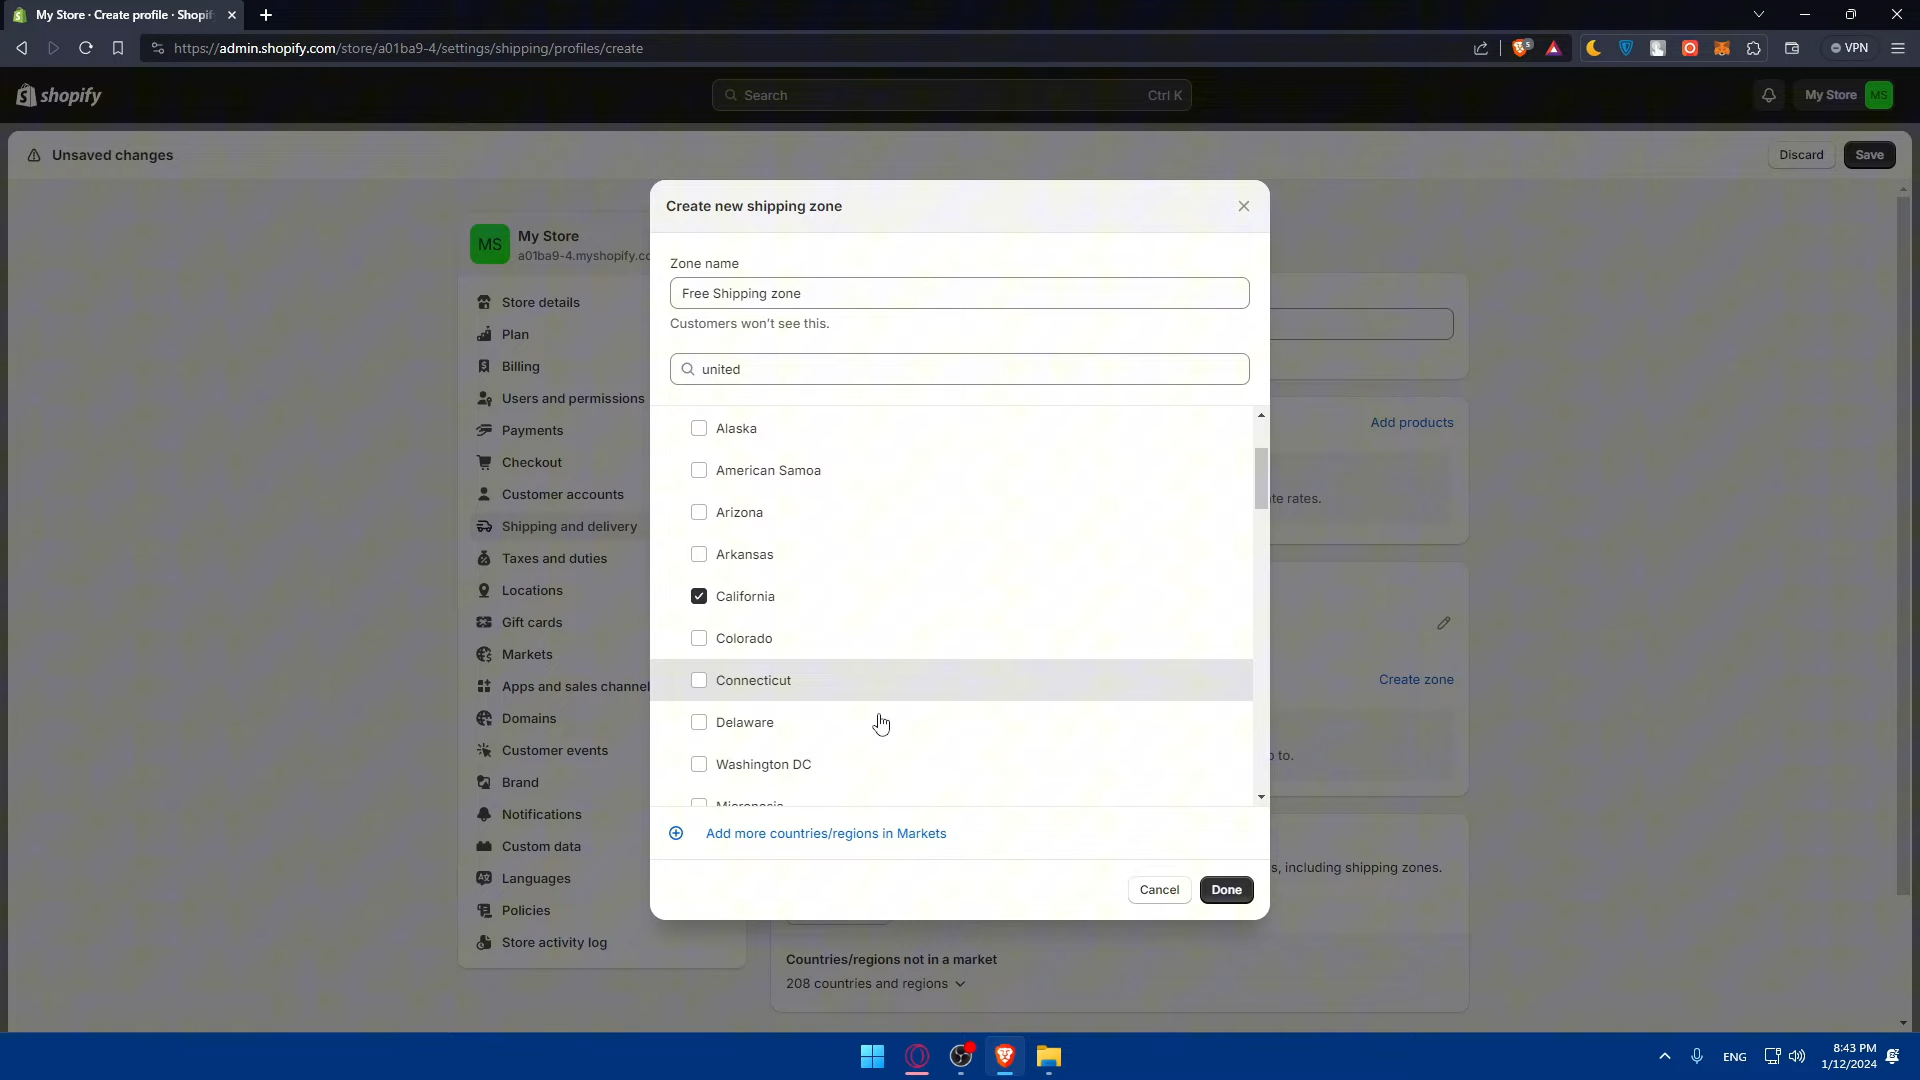 My Store · Create profile · Shopif
https://admin.shopify.com/store/a01ba9-4/settings/shipping/profiles/create
VPN
shopify
Search
Ctrl K
My Store
MS
Unsaved changes
Discard
Save
MS
My Store
a01ba9-4.myshopify.co
Store details
Plan
Billing
Users and permissions
Payments
Checkout
Customer accounts
Shipping and delivery
Taxes and duties
Locations
Gift cards
Markets
Apps and sales channel
Domains
Customer events
Brand
Notifications
Custom data
Languages
Policies
Store activity log
Create new shipping zone
Zone name
Free Shipping zone
Customers won't see this.
united
Alaska
American Samoa
Arizona
Arkansas
California
Colorado
Connecticut
Delaware
Washington DC
Micronesia
Add more countries/regions in Markets
Cancel
Done
Add products
te rates.
Create zone
to.
s, including shipping zones.
Countries/regions not in a market
208 countries and regions
ENG
8:43 PM
1/12/2024